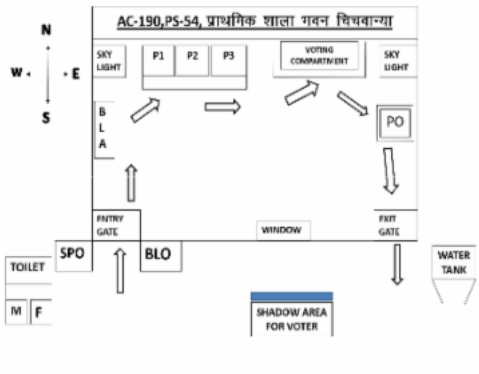 AC-190,PS-54, प्राथगिक शाला गवन चिचवान्या
N
W E
S
SKY
LIGHT
P1 P2 P3
VOTING
COMPARTMENT
SKY
LIGHT
B
L
A
PO
ENTRY
GATE
WINDOW
EXIT
GATE
SPO
BLO
TOILET
M F
WATER
TANK
SHADOW AREA
FOR VOTER